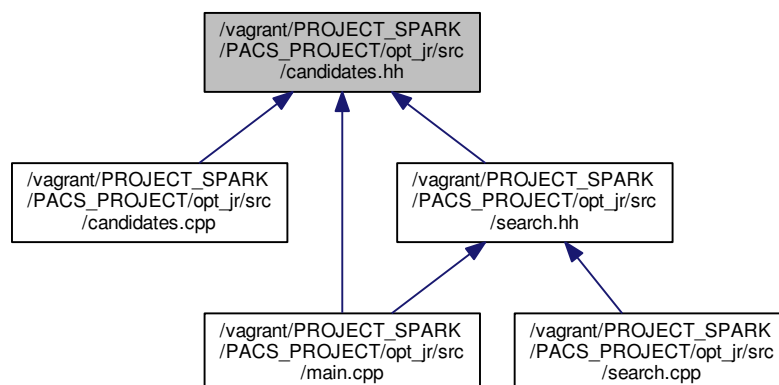 /vagrant/PROJECT_SPARK
/PACS_PROJECT/opt_jr/src
/candidates.hh
/vagrant/PROJECT_SPARK
/PACS_PROJECT/opt_jr/src
/candidates.cpp
/vagrant/PROJECT_SPARK
/PACS_PROJECT/opt_jr/src
/search.hh
/vagrant/PROJECT_SPARK
/PACS_PROJECT/opt_jr/src
/main.cpp
/vagrant/PROJECT_SPARK
/PACS_PROJECT/opt_jr/src
/search.cpp